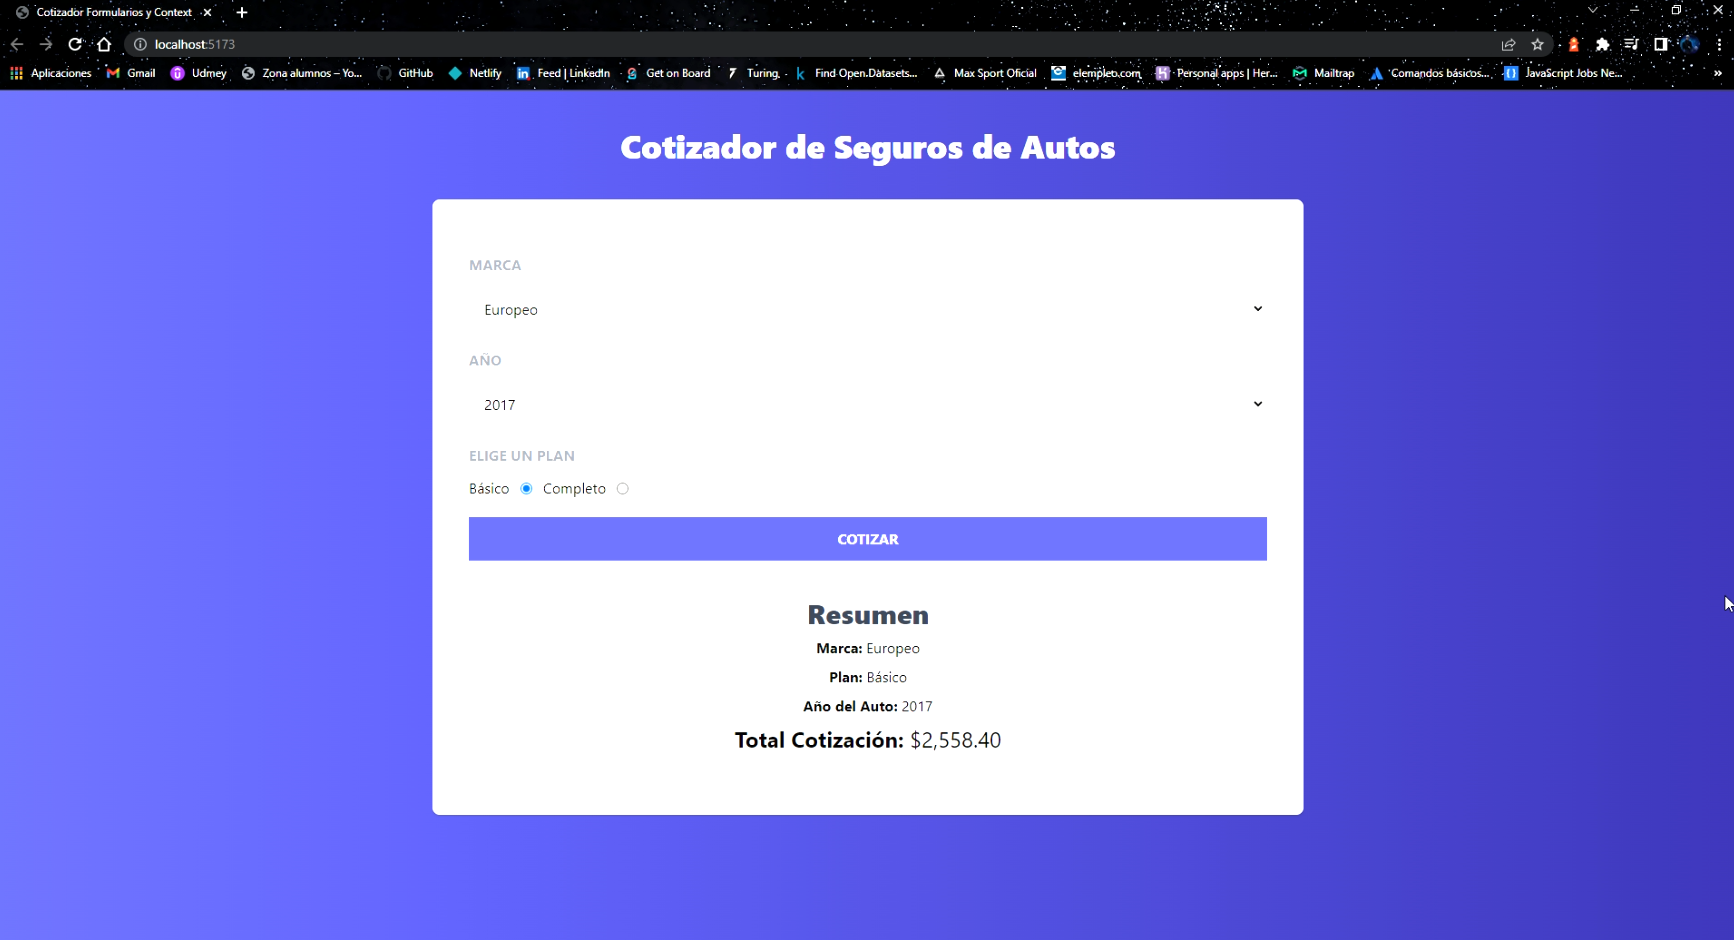 Cotizador Formularios y Context
localhost:5173
Aplicaciones Gmail Udmey Zona alumnos – Yo... GitHub Netlify Feed | LinkedIn Get on Board Turing. Find Open Datasets... Max Sport Oficial elempleo.com Personal apps | Her... Mailtrap Comandos básicos... JavaScript Jobs Ne... »
Cotizador de Seguros de Autos
MARCA
Europeo
AÑO
2017
ELIGE UN PLAN
Básico Completo
COTIZAR
Resumen
Marca: Europeo
Plan: Básico
Año del Auto: 2017
Total Cotización: $2,558.40